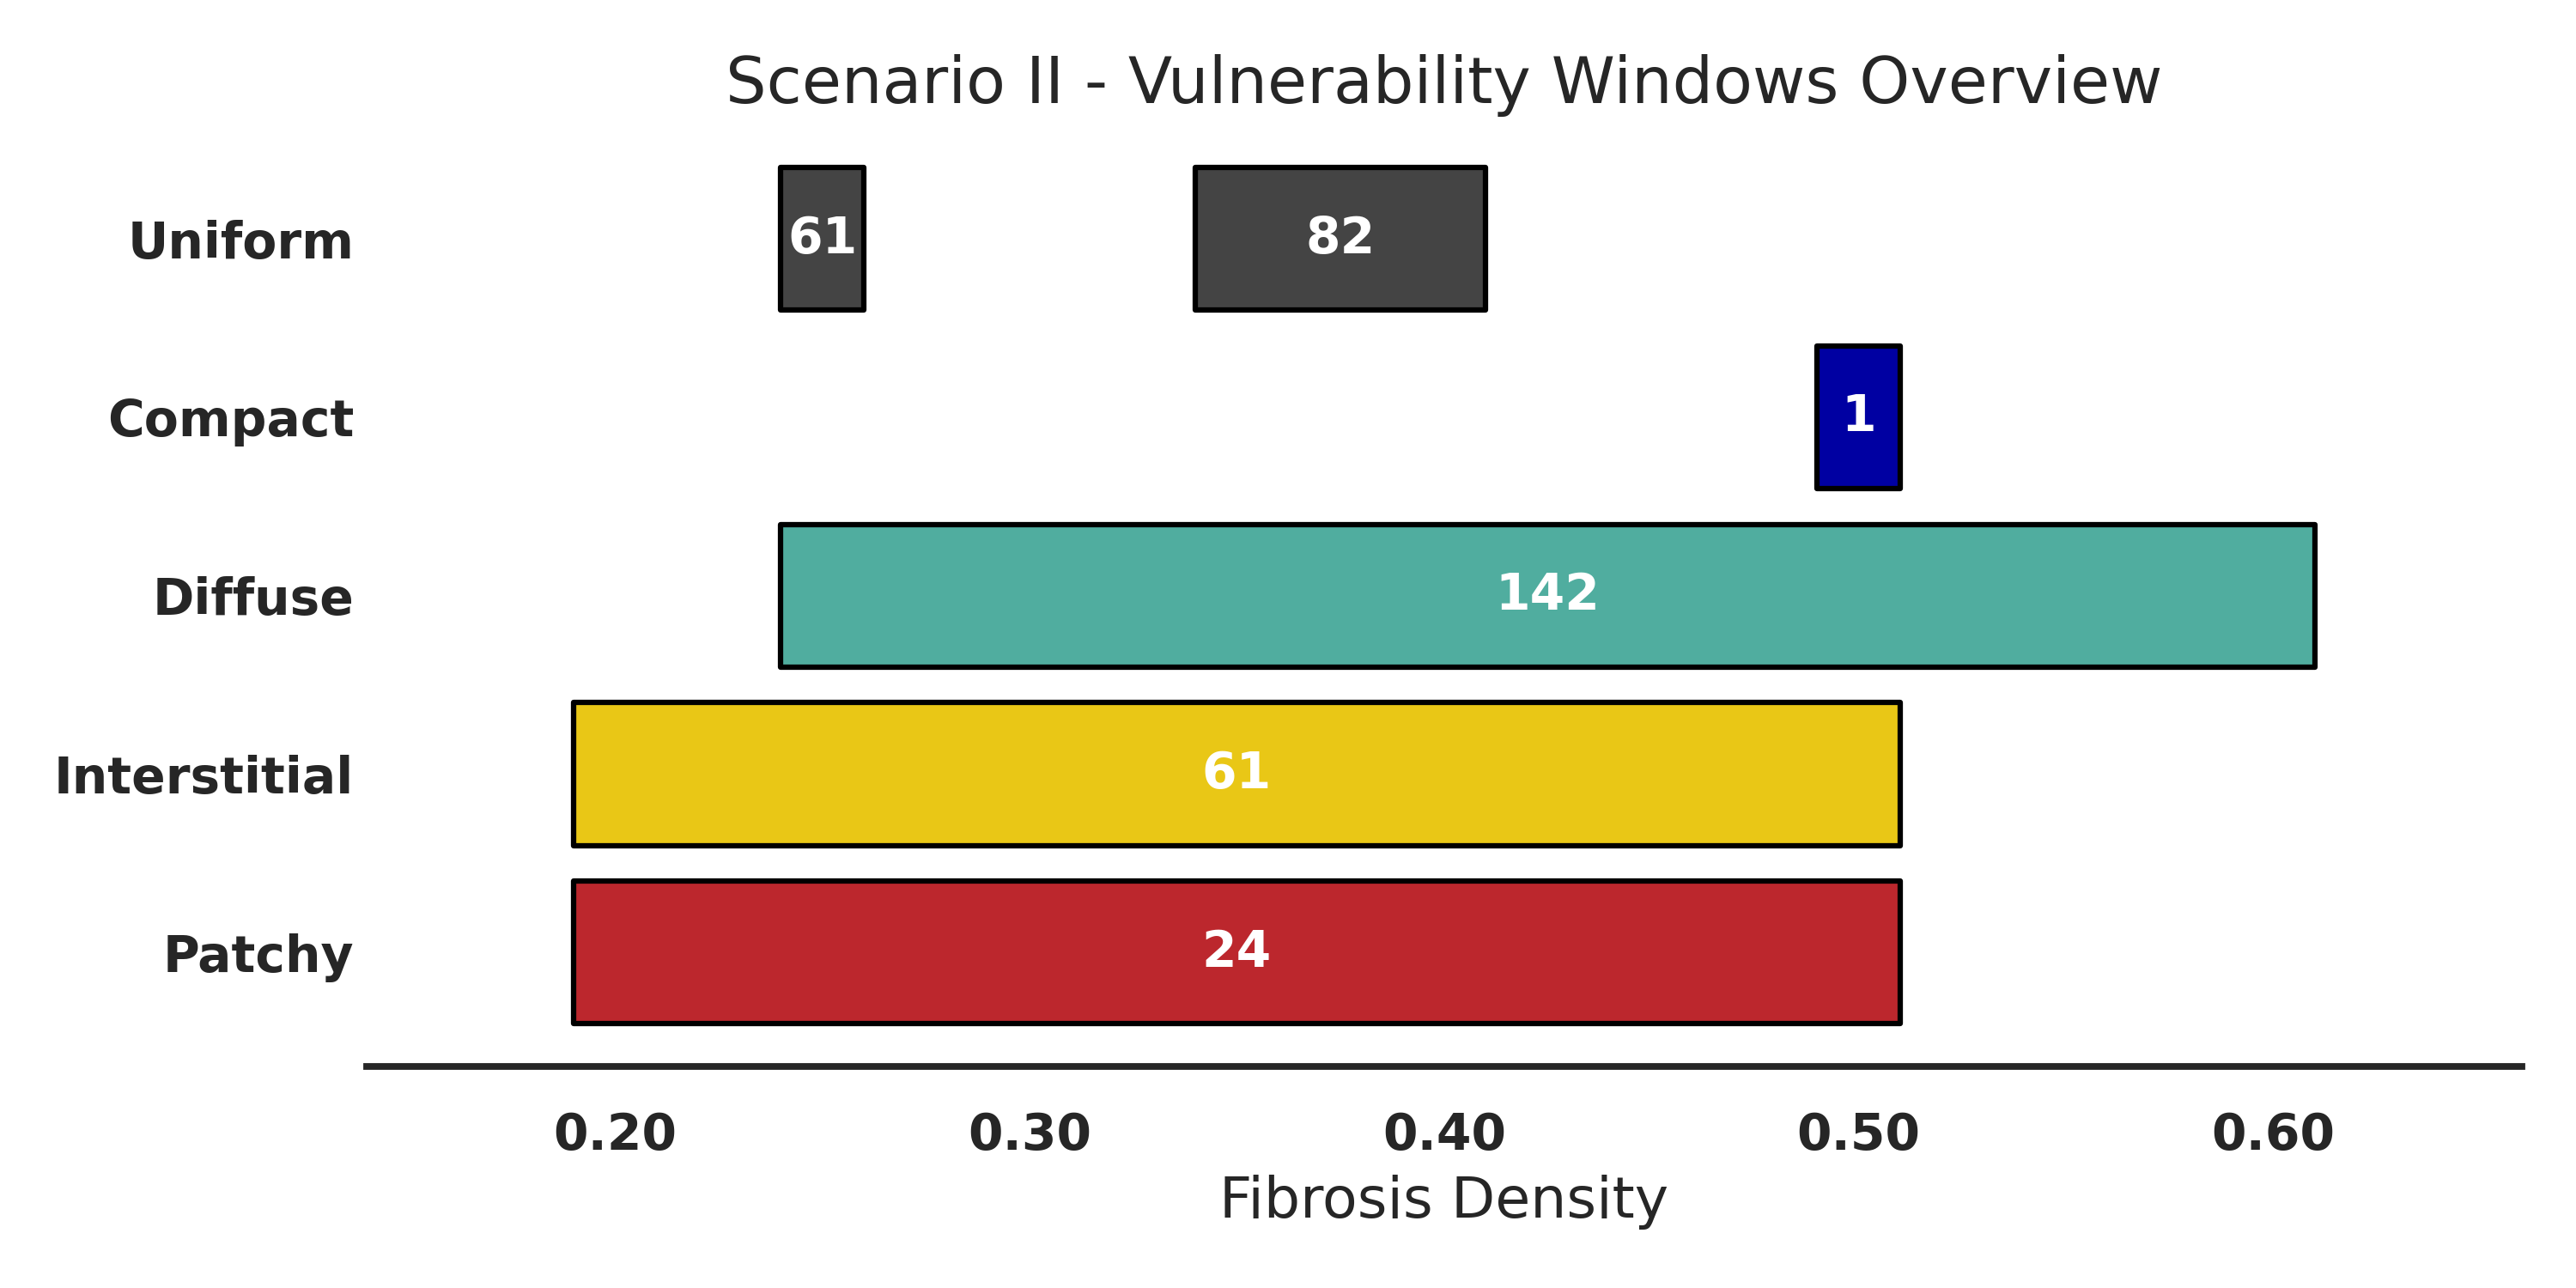 Scenario II - Vulnerability Windows Overview
Uniform 61 82
Compact 1
Diffuse 142
Interstitial 61
Patchy 24
0.20 0.30 0.40 0.50 0.60
Fibrosis Density